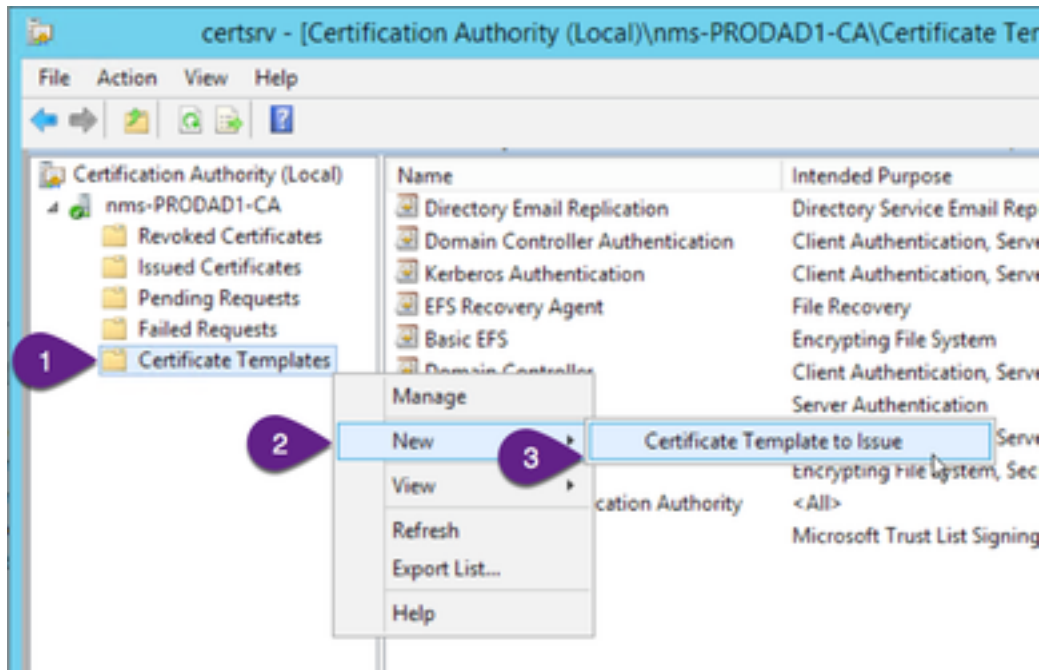 certsrv - [Certification Authority (Local)\nms-PRODAD1-CA\Certificate Ter
File Action View Help
Certification Authority (Local)
nms-PRODAD1-CA
Revoked Certificates
Issued Certificates
Pending Requests
Failed Requests
1 Certificate Templates
Name Intended Purpose
Directory Email Replication Directory Service Email Rep
Domain Controller Authentication Client Authentication, Serve
Kerberos Authentication Client Authentication, Serve
EFS Recovery Agent File Recovery
Basic EFS Encrypting File System
Domain Controller Client Authentication, Serve
Server Authentication
Serve
Encrypting File System, Sec
cation Authority <All>
Microsoft Trust List Signing
Manage
2 New
3 Certificate Template to Issue
View
Refresh
Export List...
Help